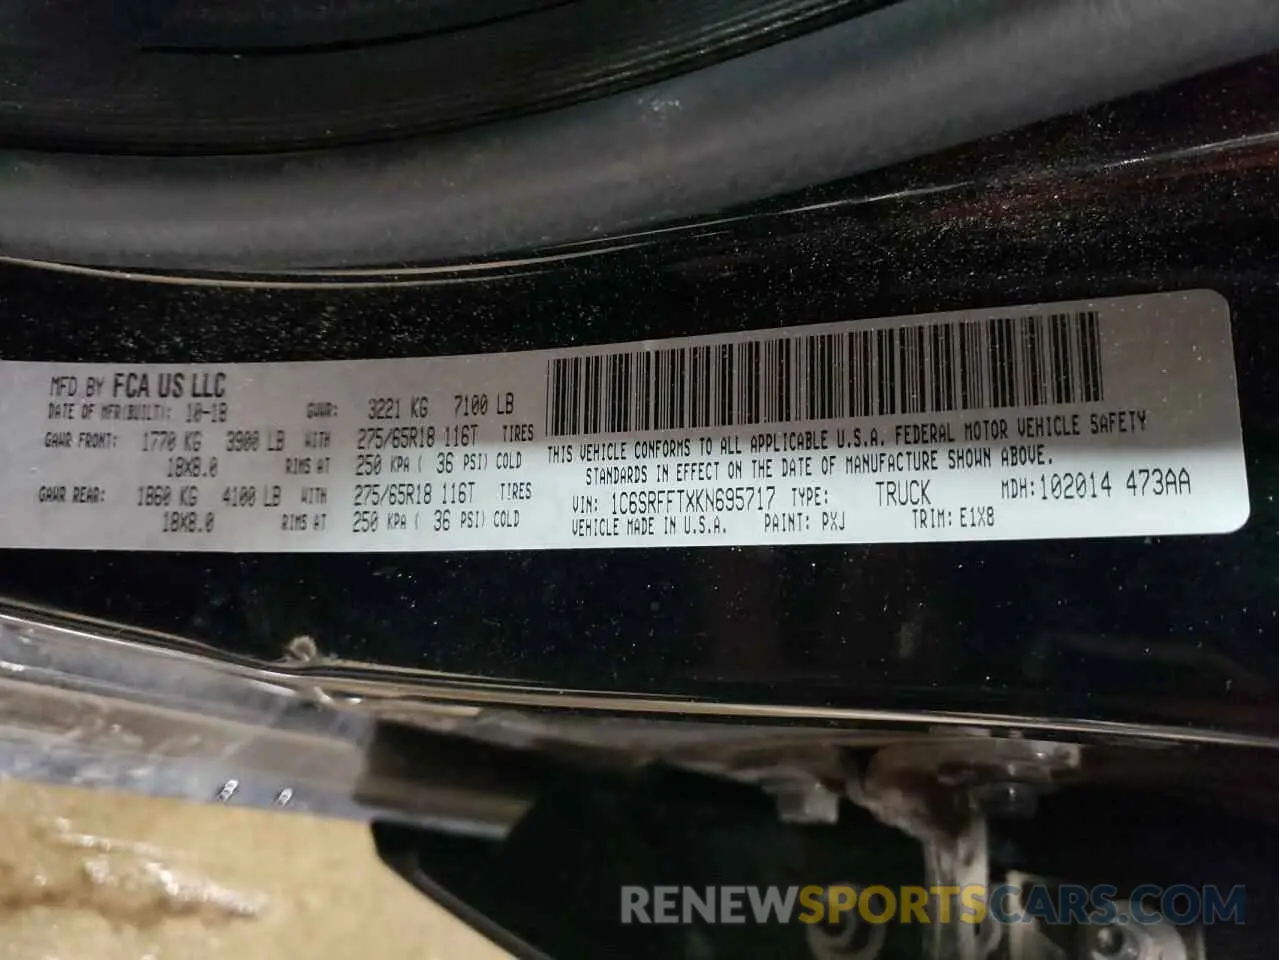 MFD BY FCA US LLC
DATE OF MFR(BUILT): 10-18 GVWR: 3221 KG 7100 LB
GAWR FRONT: 1770 KG 3900 LB WITH 275/65R18 116T TIRES
18X8.0 RIMS AT 250 KPA ( 36 PSI) COLD
GAWR REAR: 1860 KG 4100 LB WITH 275/65R18 116T TIRES
18X8.0 RIMS AT 250 KPA ( 36 PSI) COLD
THIS VEHICLE CONFORMS TO ALL APPLICABLE U.S.A. FEDERAL MOTOR VEHICLE SAFETY
STANDARDS IN EFFECT ON THE DATE OF MANUFACTURE SHOWN ABOVE.
VIN: 1C6SRFFTXKN695717 TYPE: TRUCK MDH:102014 473AA
VEHICLE MADE IN U.S.A. PAINT: PXJ TRIM: E1X8
RENEWSPORTSCARS.COM